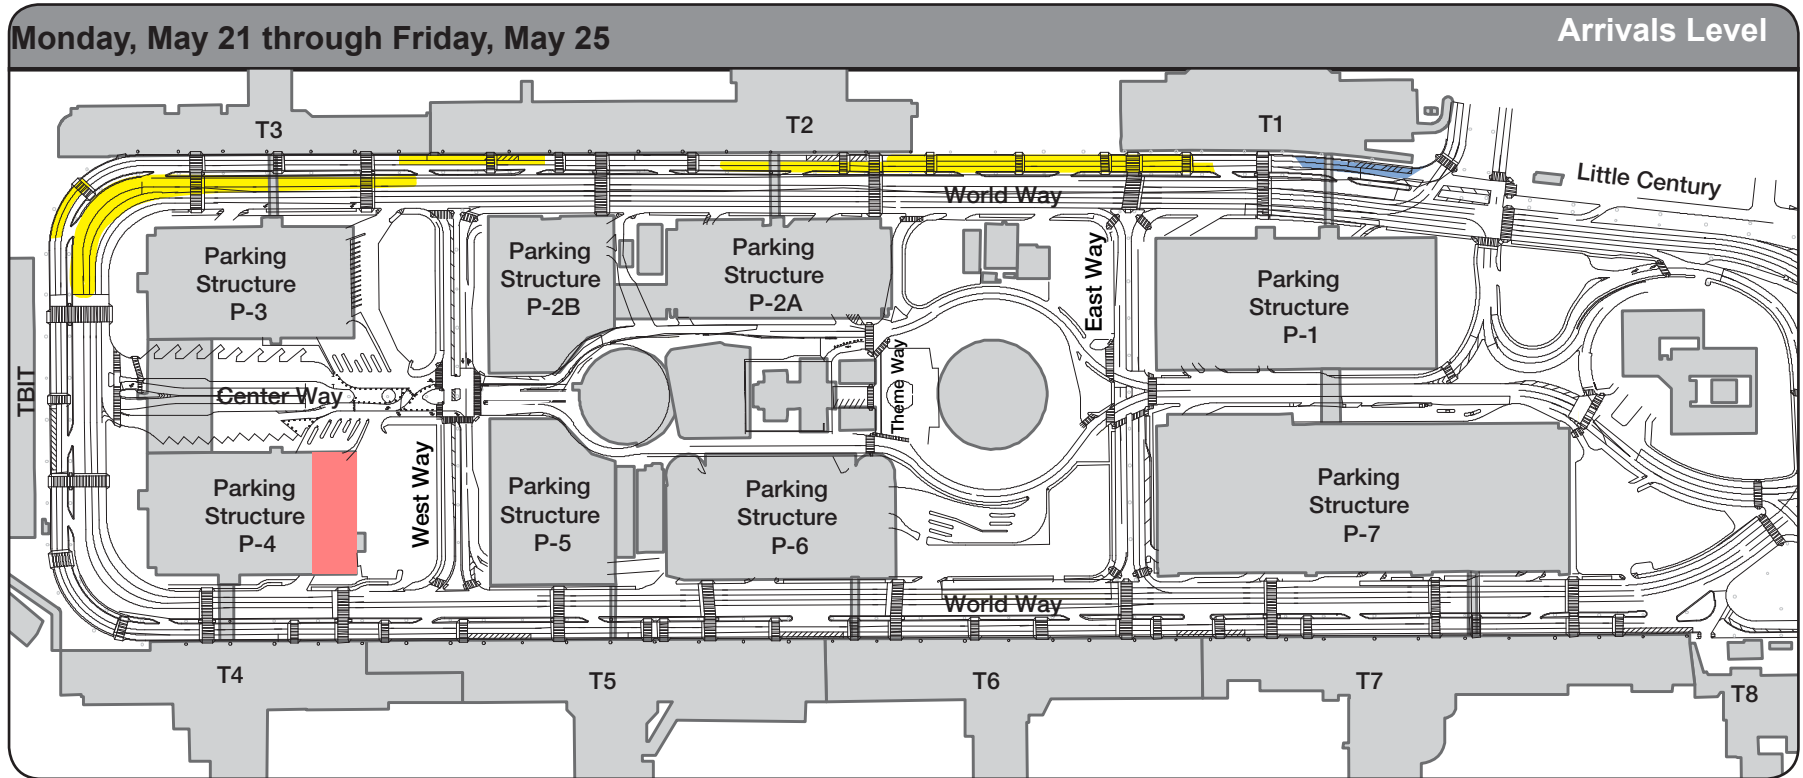 Monday, May 21 through Friday, May 25
Arrivals Level
T3
T2
T1
Little Century
World Way
Parking
Structure
P-3
Parking
Structure
P-2B
Parking
Structure
P-2A
East Way
Parking
Structure
P-1
TBIT
Center Way
Theme Way
West Way
Parking
Structure
P-4
Parking
Structure
P-5
Parking
Structure
P-6
Parking
Structure
P-7
World Way
T4
T5
T6
T7
T8